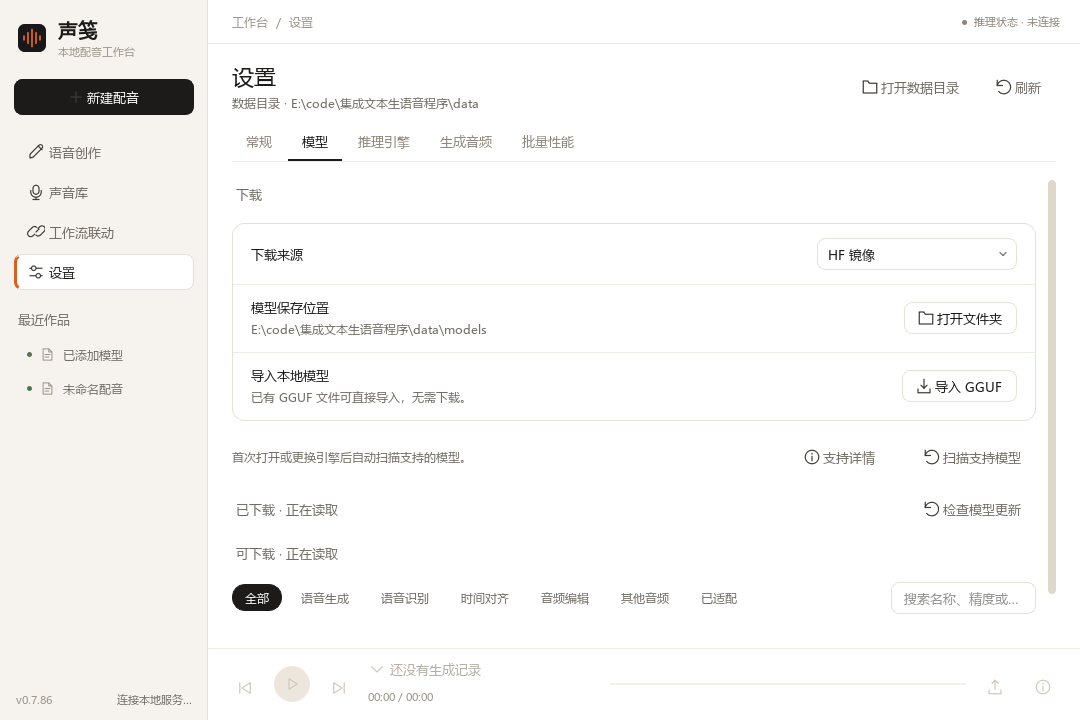 声笺
本地配音工作台
新建配音
语音创作
声音库
工作流联动
设置
最近作品
已添加模型
未命名配音
v0.7.86
连接本地服务...
工作台 / 设置
推理状态 · 未连接
设置
数据目录 · E:\code\集成文本生语音程序\data
打开数据目录
刷新
常规
模型
推理引擎
生成音频
批量性能
下载
下载来源
HF 镜像
模型保存位置
E:\code\集成文本生语音程序\data\models
打开文件夹
导入本地模型
已有 GGUF 文件可直接导入，无需下载。
导入 GGUF
首次打开或更换引擎后自动扫描支持的模型。
支持详情
扫描支持模型
已下载 · 正在读取
检查模型更新
可下载 · 正在读取
全部
语音生成
语音识别
时间对齐
音频编辑
其他音频
已适配
搜索名称、精度或...
还没有生成记录
00:00 / 00:00